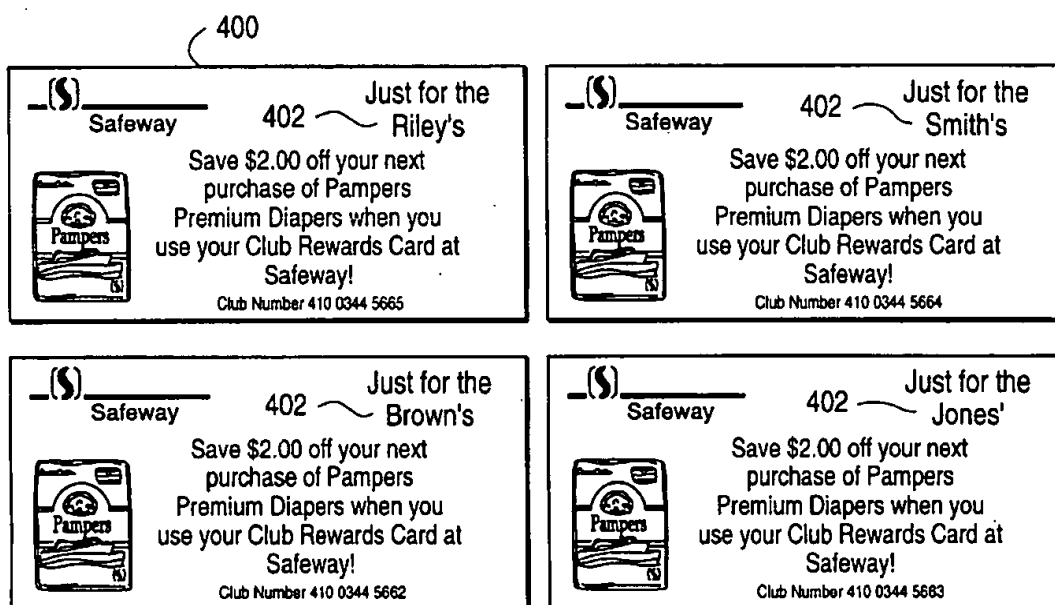 400
Safeway
402
Just for the
Riley's
Save $2.00 off your next
purchase of Pampers
Premium Diapers when you
use your Club Rewards Card at
Safeway!
Pampers
Club Number 410 0344 5665
Safeway
402
Just for the
Smith's
Save $2.00 off your next
purchase of Pampers
Premium Diapers when you
use your Club Rewards Card at
Safeway!
Pampers
Club Number 410 0344 5664
Safeway
402
Just for the
Brown's
Save $2.00 off your next
purchase of Pampers
Premium Diapers when you
use your Club Rewards Card at
Safeway!
Pampers
Club Number 410 0344 5662
Safeway
402
Just for the
Jones'
Save $2.00 off your next
purchase of Pampers
Premium Diapers when you
use your Club Rewards Card at
Safeway!
Pampers
Club Number 410 0344 5663